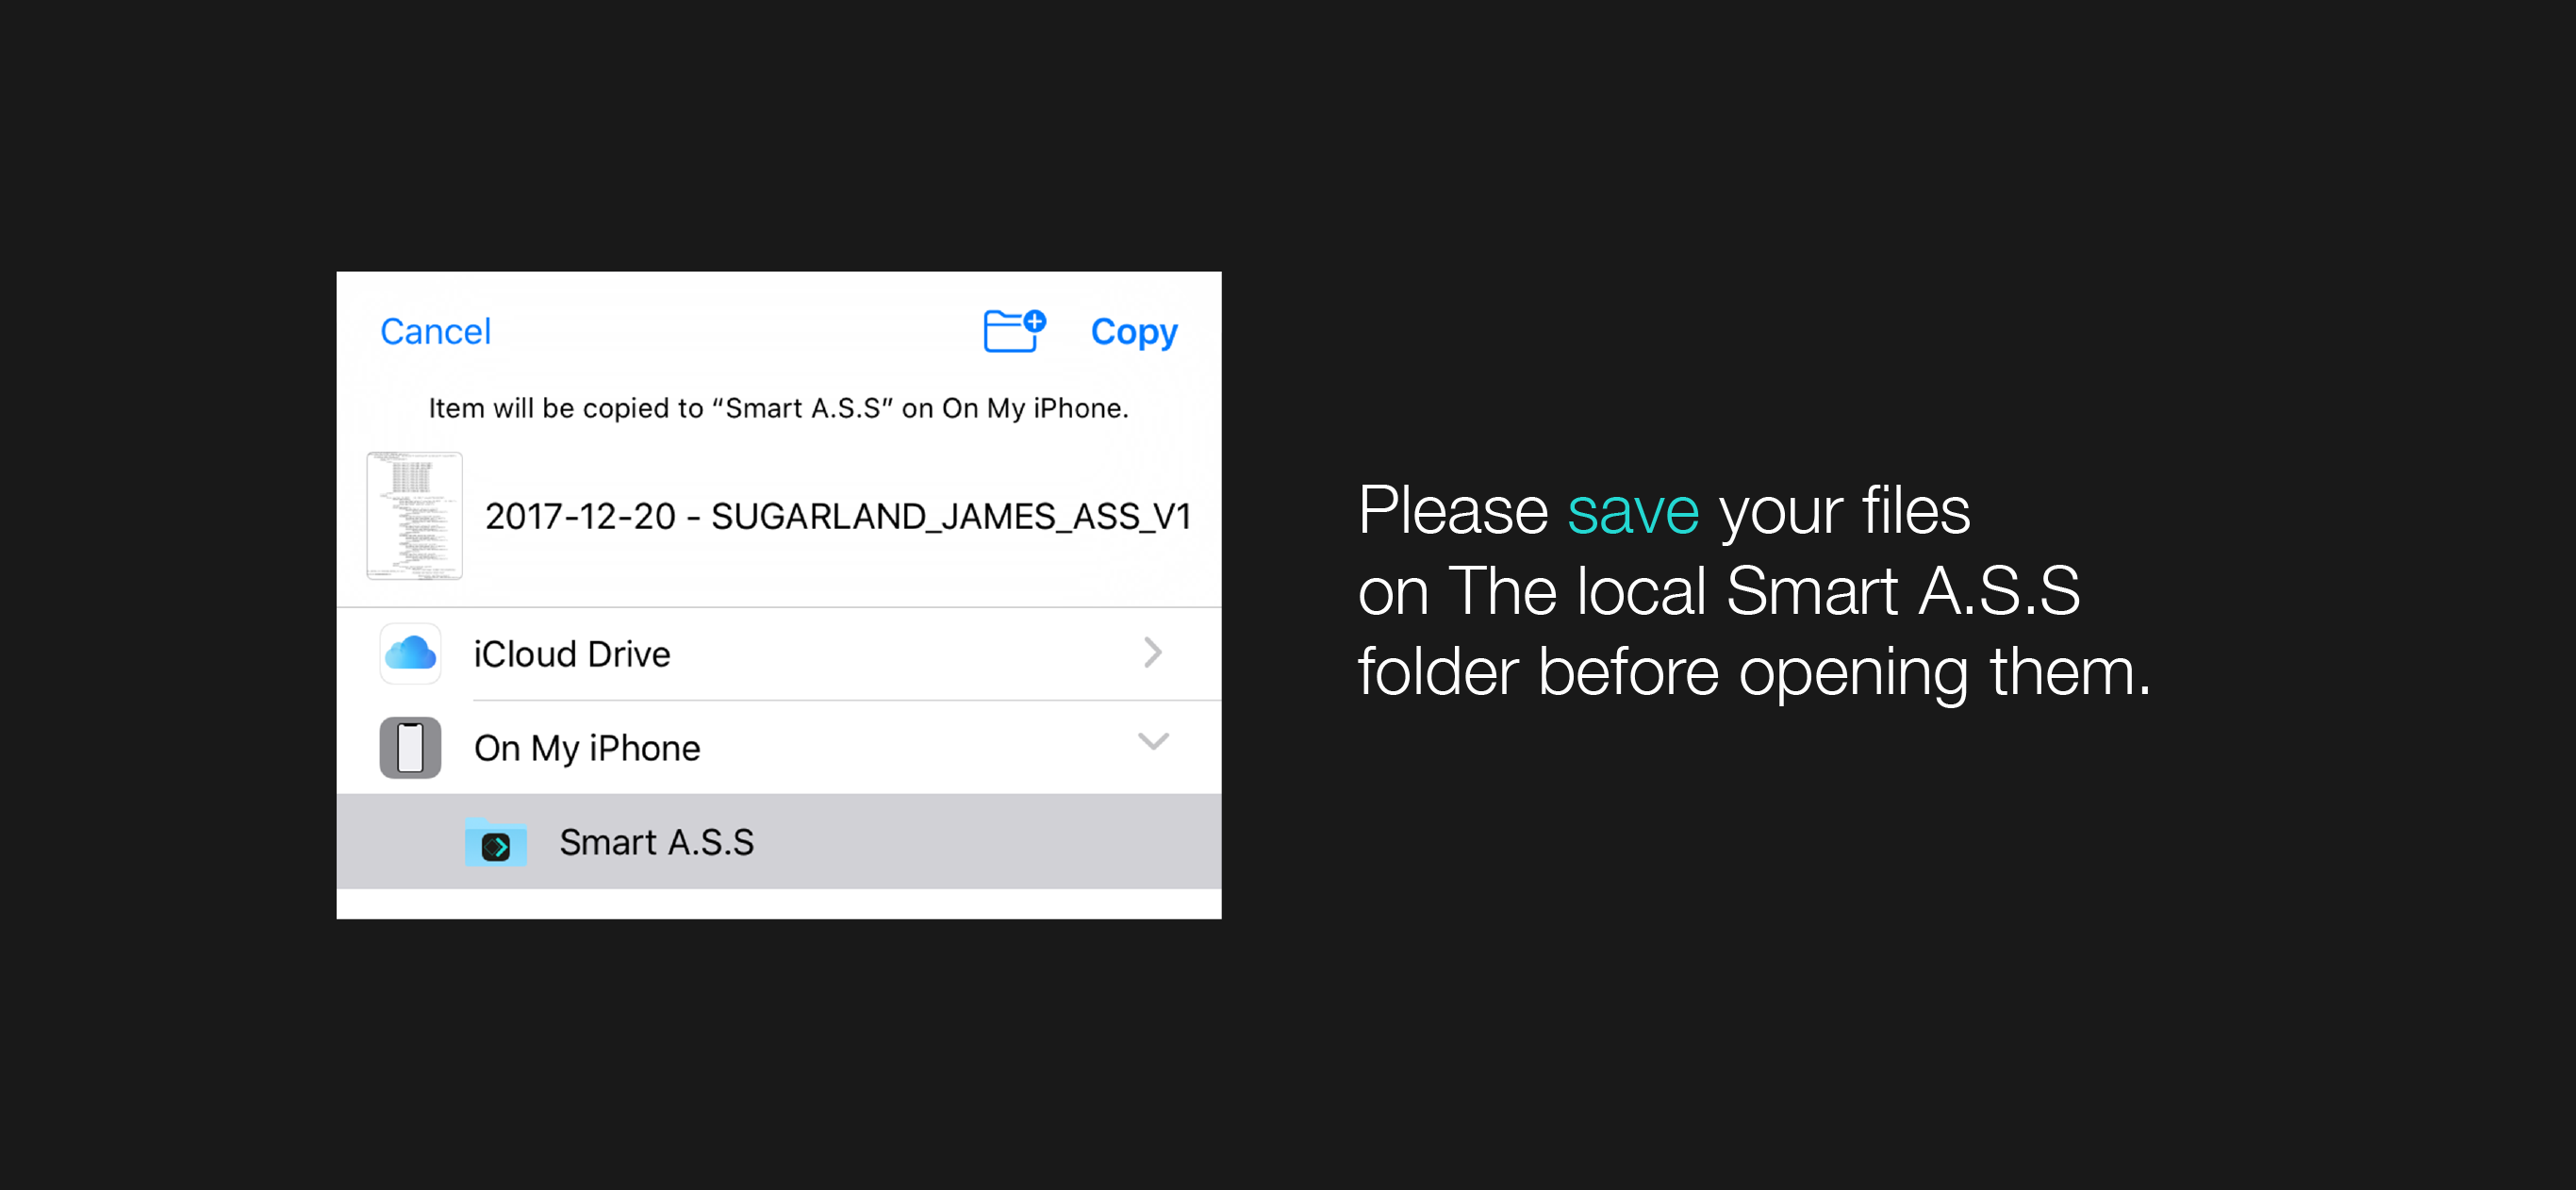 Cancel
Copy
Item will be copied to “Smart A.S.S” on On My iPhone.
2017-12-20 - SUGARLAND_JAMES_ASS_V1
iCloud Drive
On My iPhone
Smart A.S.S
Please save your files
on The local Smart A.S.S
folder before opening them.